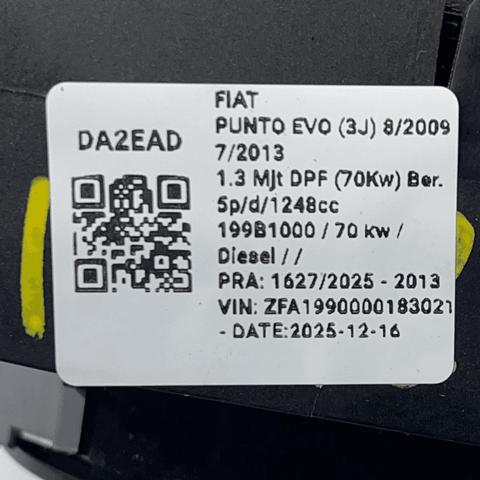 DA2EAD
FIAT
PUNTO EVO (3J) 8/2009
7/2013
1.3 Mjt DPF (70Kw) Ber.
5p/d/1248cc
199B1000 / 70 kw /
Diesel / /
PRA: 1627/2025 - 2013
VIN: ZFA1990000183021
- DATE:2025-12-16